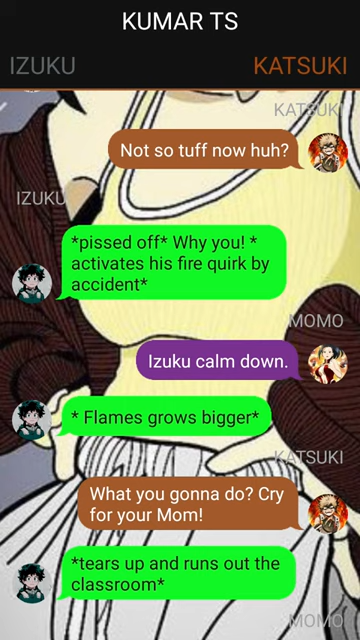 KUMAR TS
IZUKU KATSUKI
KATSUKI
Not so tuff now huh?
IZUKU
*pissed off* Why you! *
activates his fire quirk by
accident*
MOMO
Izuku calm down.
* Flames grows bigger*
KATSUKI
What you gonna do? Cry
for your Mom!
*tears up and runs out the
classroom*
MOMO